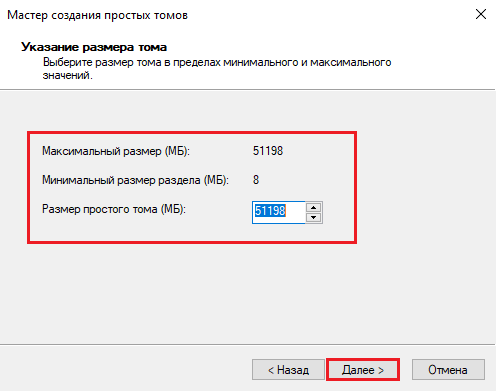 Мастер создания простых томов
Указание размера тома
Выберите размер тома в пределах минимального и максимального
значений.
Максимальный размер (МБ): 51198
Минимальный размер раздела (МБ): 8
Размер простого тома (МБ): 51198
< Назад Далее > Отмена